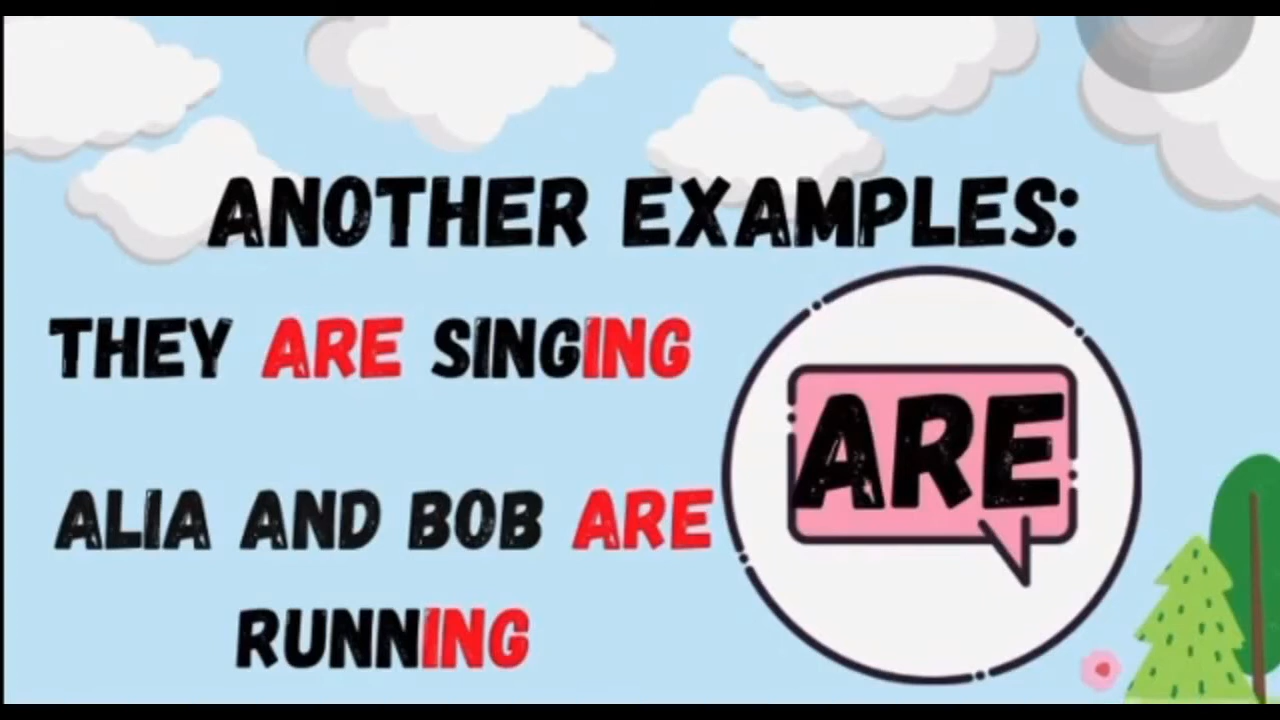 ANOTHER EXAMPLES:
THEY ARE SINGING
ARE
ALIA AND BOB ARE
RUNNING